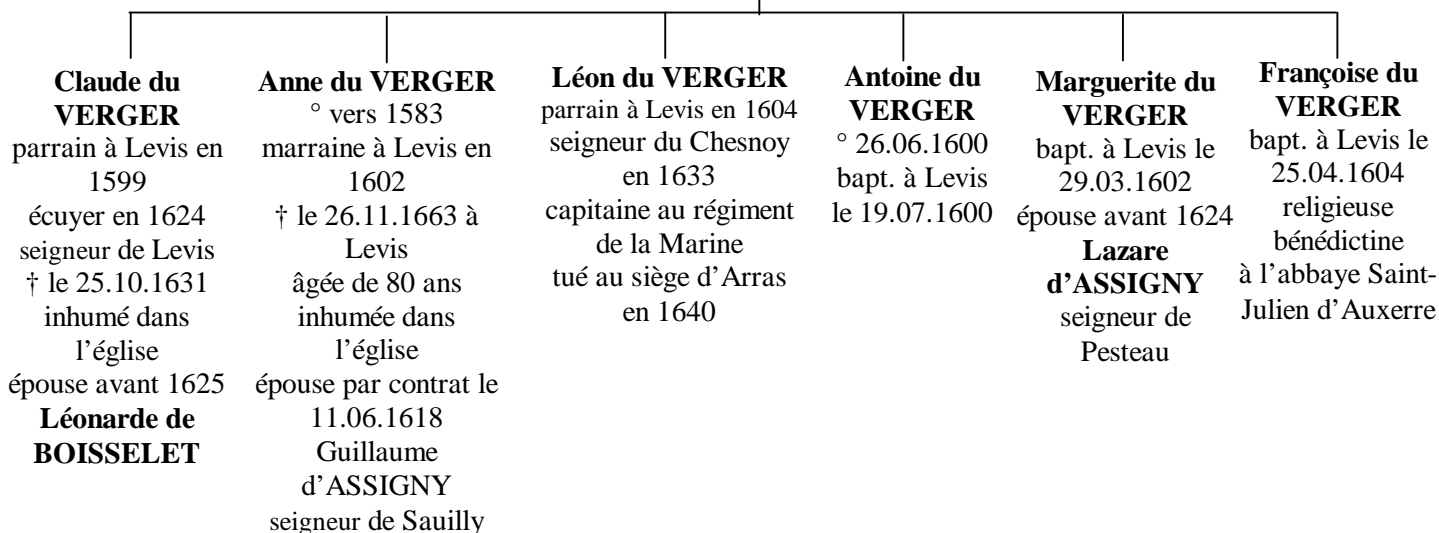 Claude du
VERGER
parrain à Levis en
1599
écuyer en 1624
seigneur de Levis
† le 25.10.1631
inhumé dans
l’église
épouse avant 1625
Léonarde de
BOISSELET
Anne du VERGER
° vers 1583
marraine à Levis en
1602
† le 26.11.1663 à
Levis
âgée de 80 ans
inhumée dans
l’église
épouse par contrat le
11.06.1618
Guillaume
d’ASSIGNY
seigneur de Sauilly
Léon du VERGER
parrain à Levis en 1604
seigneur du Chesnoy
en 1633
capitaine au régiment
de la Marine
tué au siège d’Arras
en 1640
Antoine du
VERGER
° 26.06.1600
bapt. à Levis
le 19.07.1600
Marguerite du
VERGER
bapt. à Levis le
29.03.1602
épouse avant 1624
Lazare
d’ASSIGNY
seigneur de
Pesteau
Françoise du
VERGER
bapt. à Levis le
25.04.1604
religieuse
bénédictine
à l’abbaye Saint-
Julien d’Auxerre